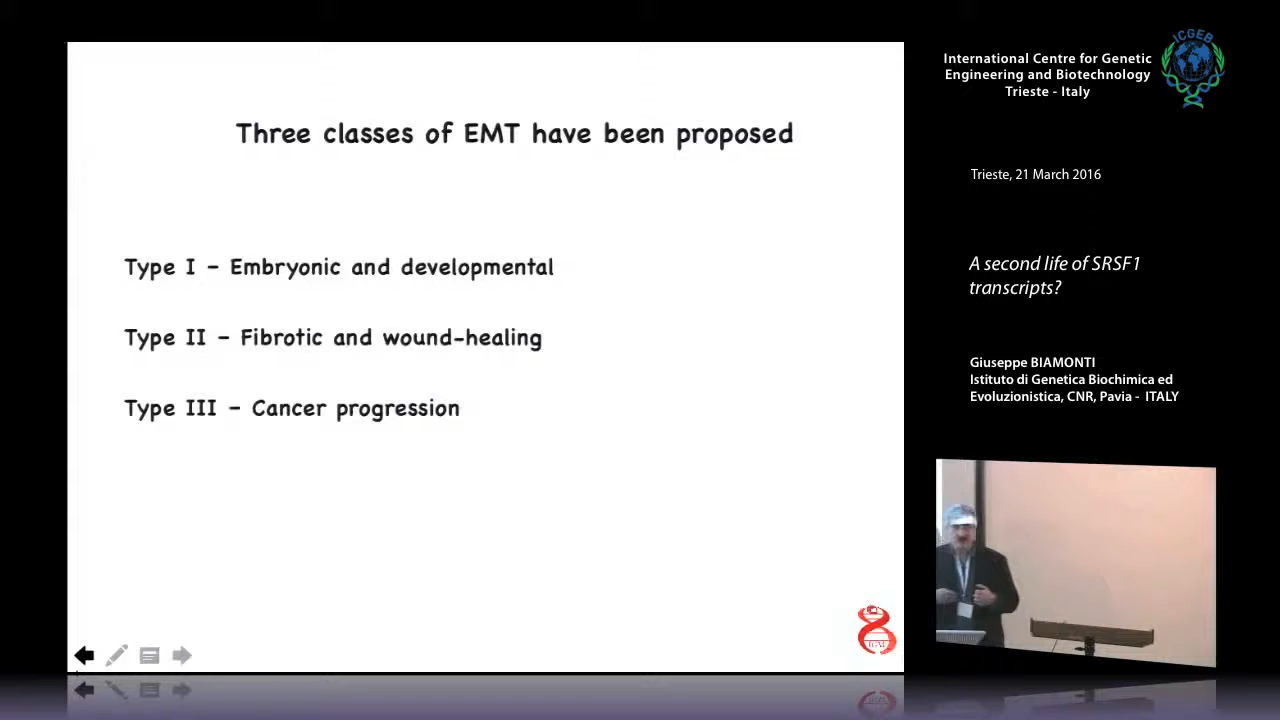 Three classes of EMT have been proposed
Type I – Embryonic and developmental
Type II – Fibrotic and wound-healing
Type III – Cancer progression
IGM
International Centre for Genetic
Engineering and Biotechnology
Trieste - Italy
ICGEB
Trieste, 21 March 2016
A second life of SRSF1
transcripts?
Giuseppe BIAMONTI
Istituto di Genetica Biochimica ed
Evoluzionistica, CNR, Pavia - ITALY